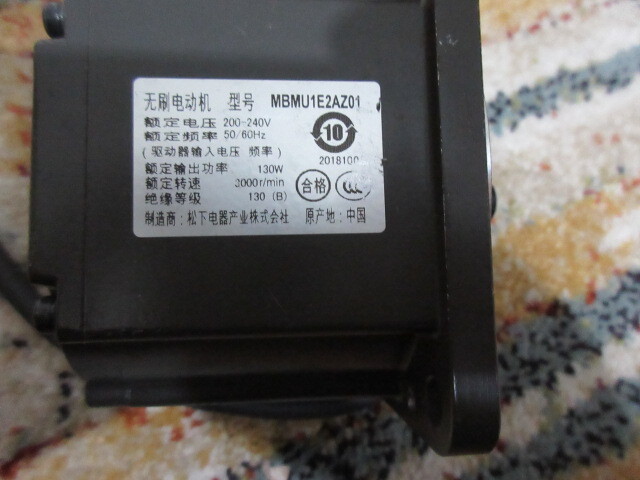 无刷电动机 型号 MBMU1E2AZ01
额定电压 200-240V
额定频率 50/60Hz
(驱动器输入电压 频率)
额定输出功率 130W
额定转速 3000r/min
绝缘等级 130 (B)
制造商: 松下电器产业株式会社 原产地: 中国
10
2018100
合格